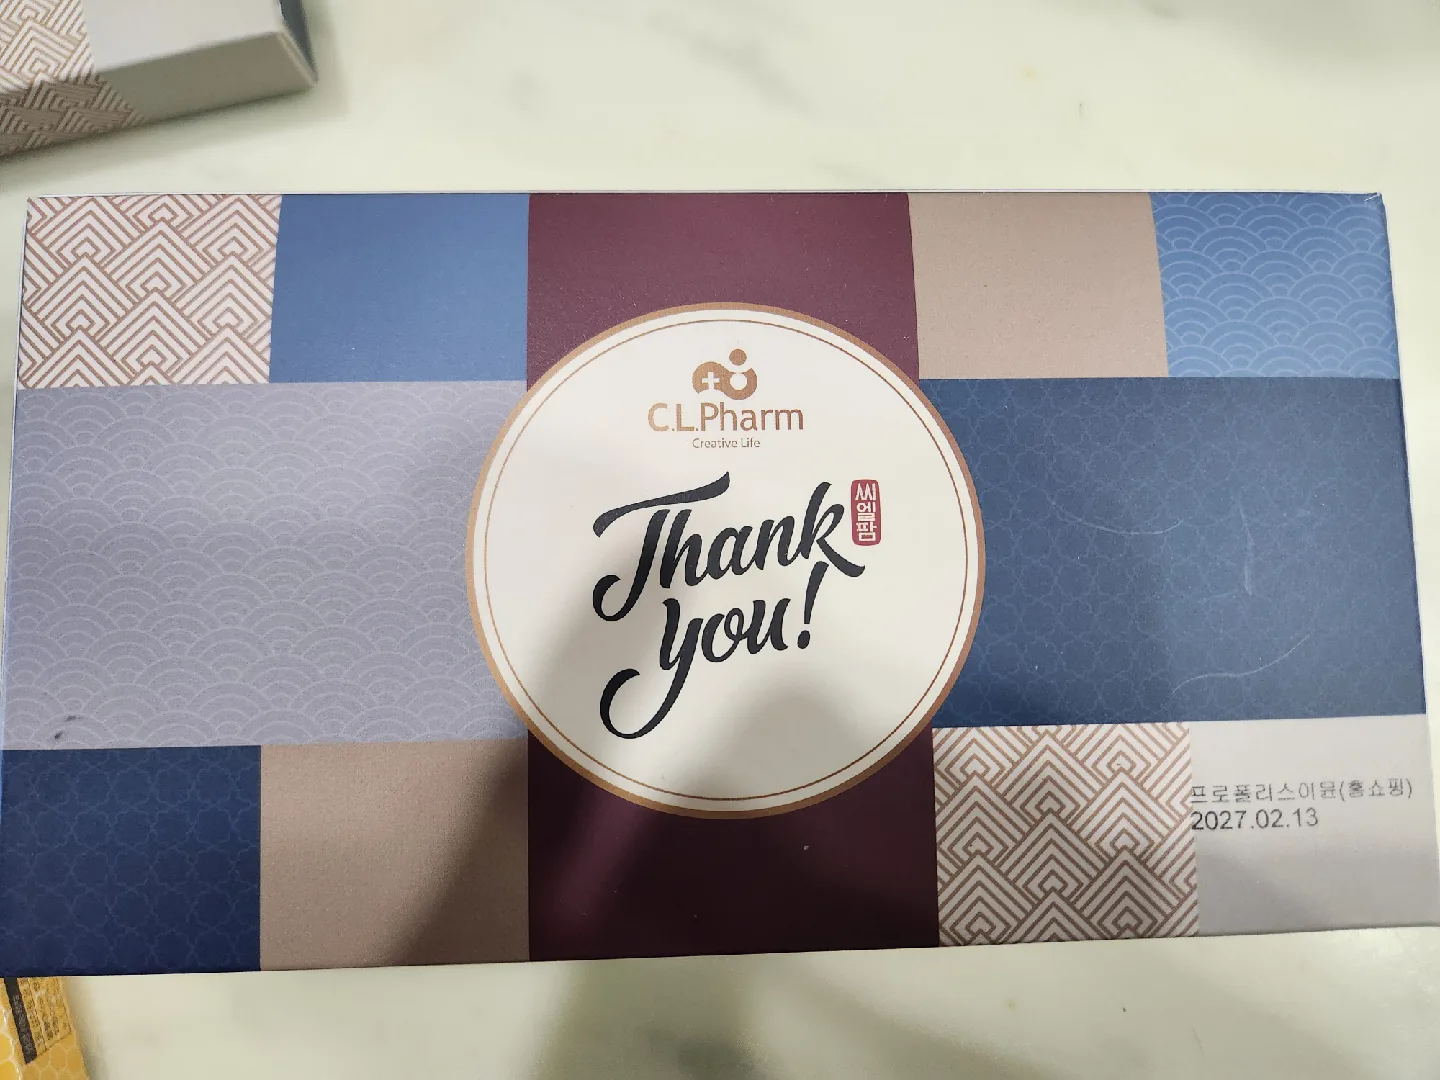 C.L.Pharm
Creative Life
Thank
you!
씨엘팜
프로폴리스이뮨(홈쇼핑)
2027.02.13